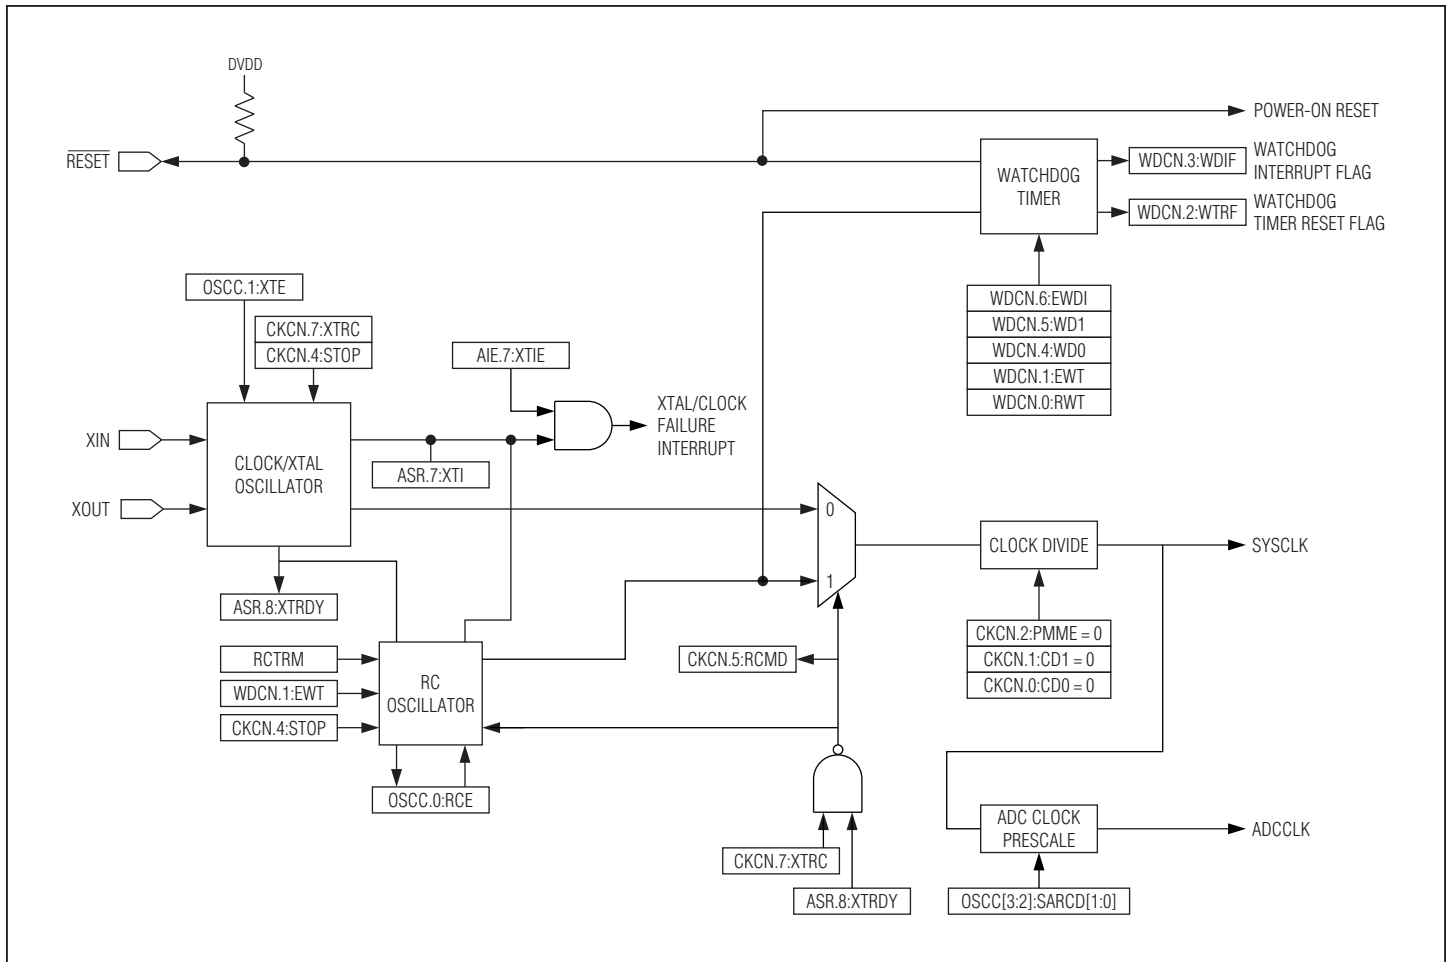 DVDD
RESET
POWER-ON RESET
WATCHDOG
TIMER
WDCN.3:WDIF
WATCHDOG
INTERRUPT FLAG
WDCN.2:WTRF
WATCHDOG
TIMER RESET FLAG
WDCN.6:EWDI
WDCN.5:WD1
WDCN.4:WD0
WDCN.1:EWT
WDCN.0:RWT
OSCC.1:XTE
CKCN.7:XTRC
CKCN.4:STOP
AIE.7:XTIE
XTAL/CLOCK
FAILURE
INTERRUPT
XIN
XOUT
CLOCK/XTAL
OSCILLATOR
ASR.7:XTI
ASR.8:XTRDY
0
1
CLOCK DIVIDE
SYSCLK
CKCN.2:PMME = 0
CKCN.1:CD1 = 0
CKCN.0:CD0 = 0
RCTRM
WDCN.1:EWT
CKCN.4:STOP
RC
OSCILLATOR
CKCN.5:RCMD
OSCC.0:RCE
CKCN.7:XTRC
ASR.8:XTRDY
ADC CLOCK
PRESCALE
ADCCLK
OSCC[3:2]:SARCD[1:0]